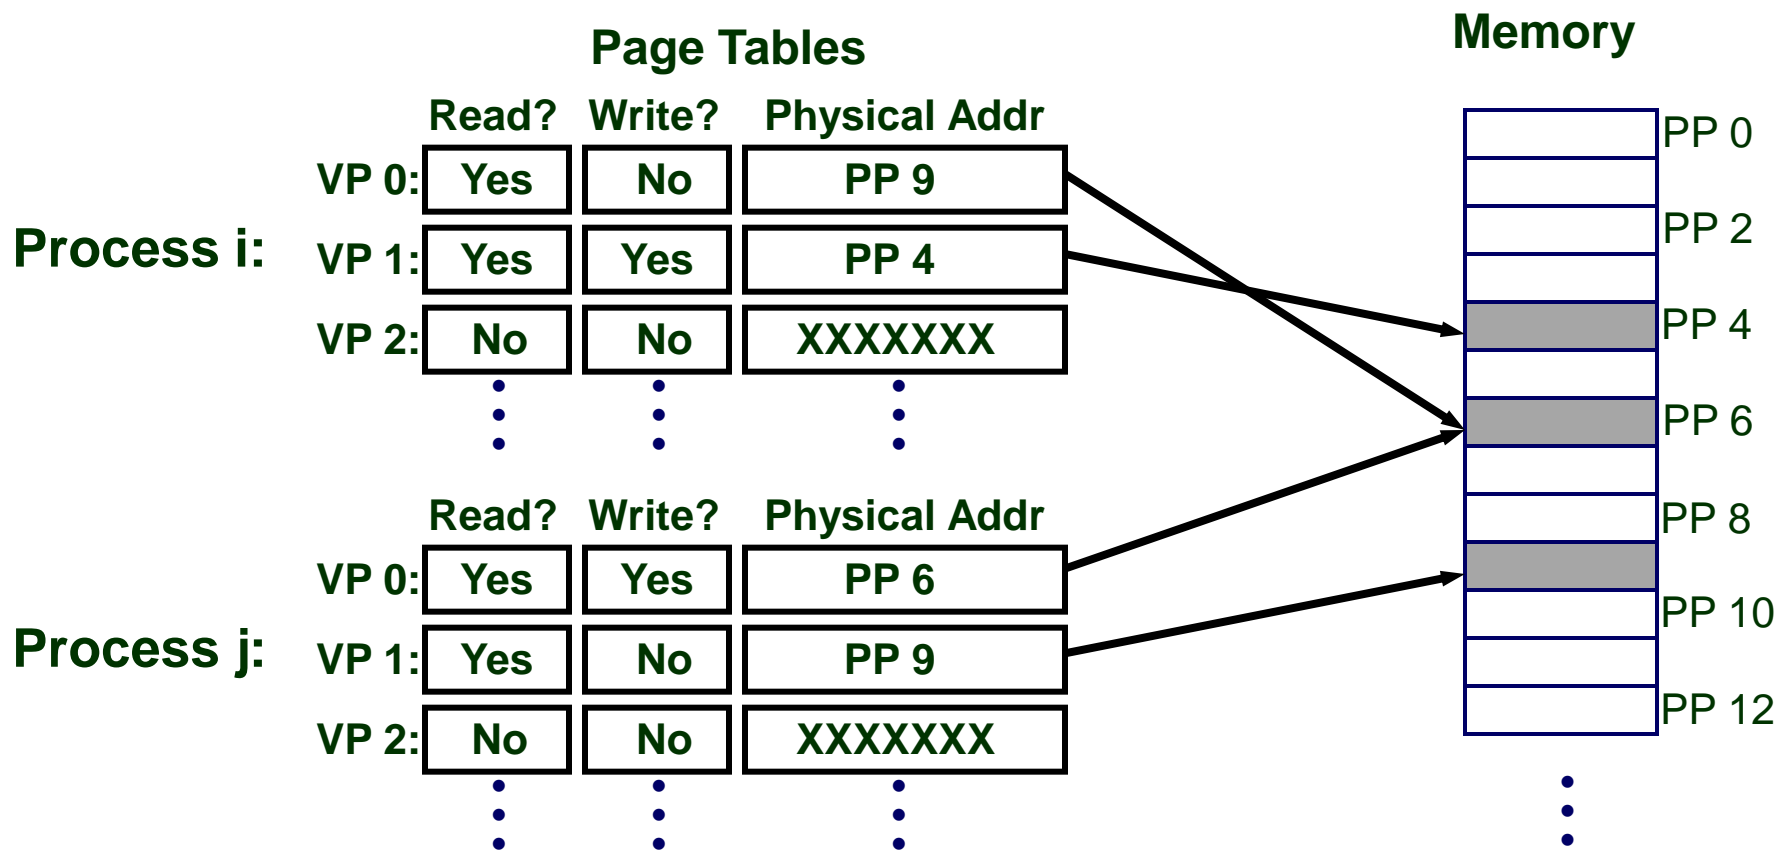 Page Tables
Memory
Read? Write? Physical Addr
Process i:
VP 0: Yes No PP 9
VP 1: Yes Yes PP 4
VP 2: No No XXXXXXX
Read? Write? Physical Addr
Process j:
VP 0: Yes Yes PP 6
VP 1: Yes No PP 9
VP 2: No No XXXXXXX
PP 0
PP 2
PP 4
PP 6
PP 8
PP 10
PP 12